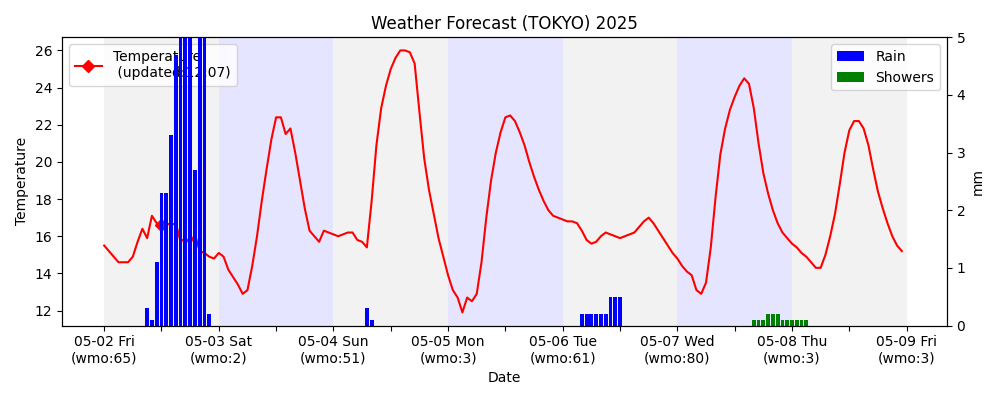 Weather Forecast (TOKYO) 2025
Temperature
(updated 12:07)
Rain
Showers
26
24
22
20
18
16
14
12
Temperature
5
4
3
2
1
0
mm
05-02 Fri
(wmo:65)
05-03 Sat
(wmo:2)
05-04 Sun
(wmo:51)
05-05 Mon
(wmo:3)
05-06 Tue
(wmo:61)
05-07 Wed
(wmo:80)
05-08 Thu
(wmo:3)
05-09 Fri
(wmo:3)
Date